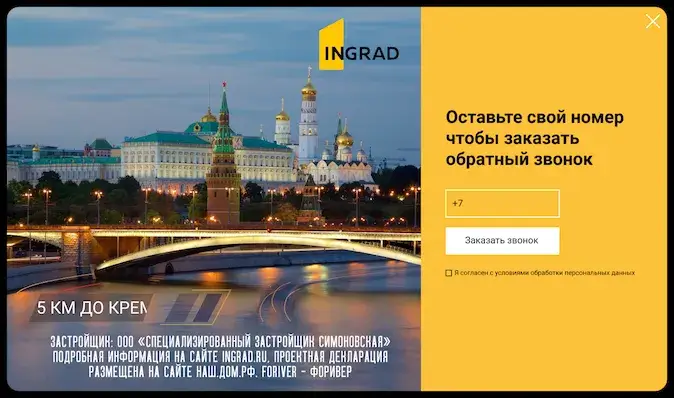 INGRAD
5 КМ ДО КРЕМ
ЗАСТРОЙЩИК: ООО «СПЕЦИАЛИЗИРОВАННЫЙ ЗАСТРОЙЩИК СИМОНОВСКАЯ»
ПОДРОБНАЯ ИНФОРМАЦИЯ НА САЙТЕ INGRAD.RU, ПРОЕКТНАЯ ДЕКЛАРАЦИЯ
РАЗМЕЩЕНА НА САЙТЕ НАШ.ДОМ.РФ. FORIVER - ФОРИВЕР
Оставьте свой номер
чтобы заказать
обратный звонок
+7
Заказать звонок
Я согласен с условиями обработки персональных данных